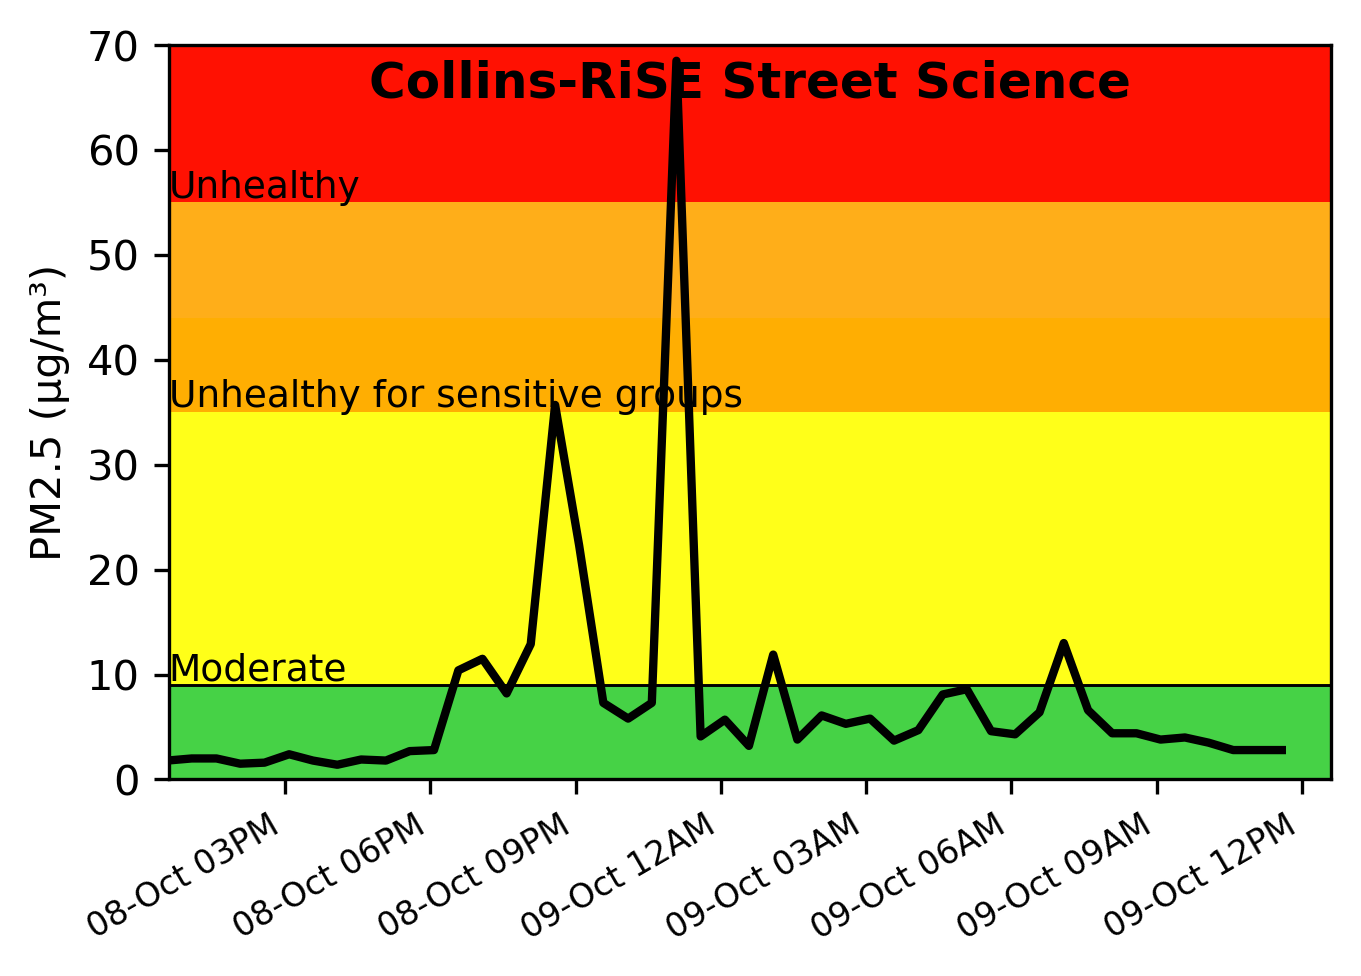 Collins-RiSE Street Science
70
60
50
40
30
20
10
0
PM2.5 (µg/m³)
Unhealthy
Unhealthy for sensitive groups
Moderate
08-Oct 03PM
08-Oct 06PM
08-Oct 09PM
09-Oct 12AM
09-Oct 03AM
09-Oct 06AM
09-Oct 09AM
09-Oct 12PM